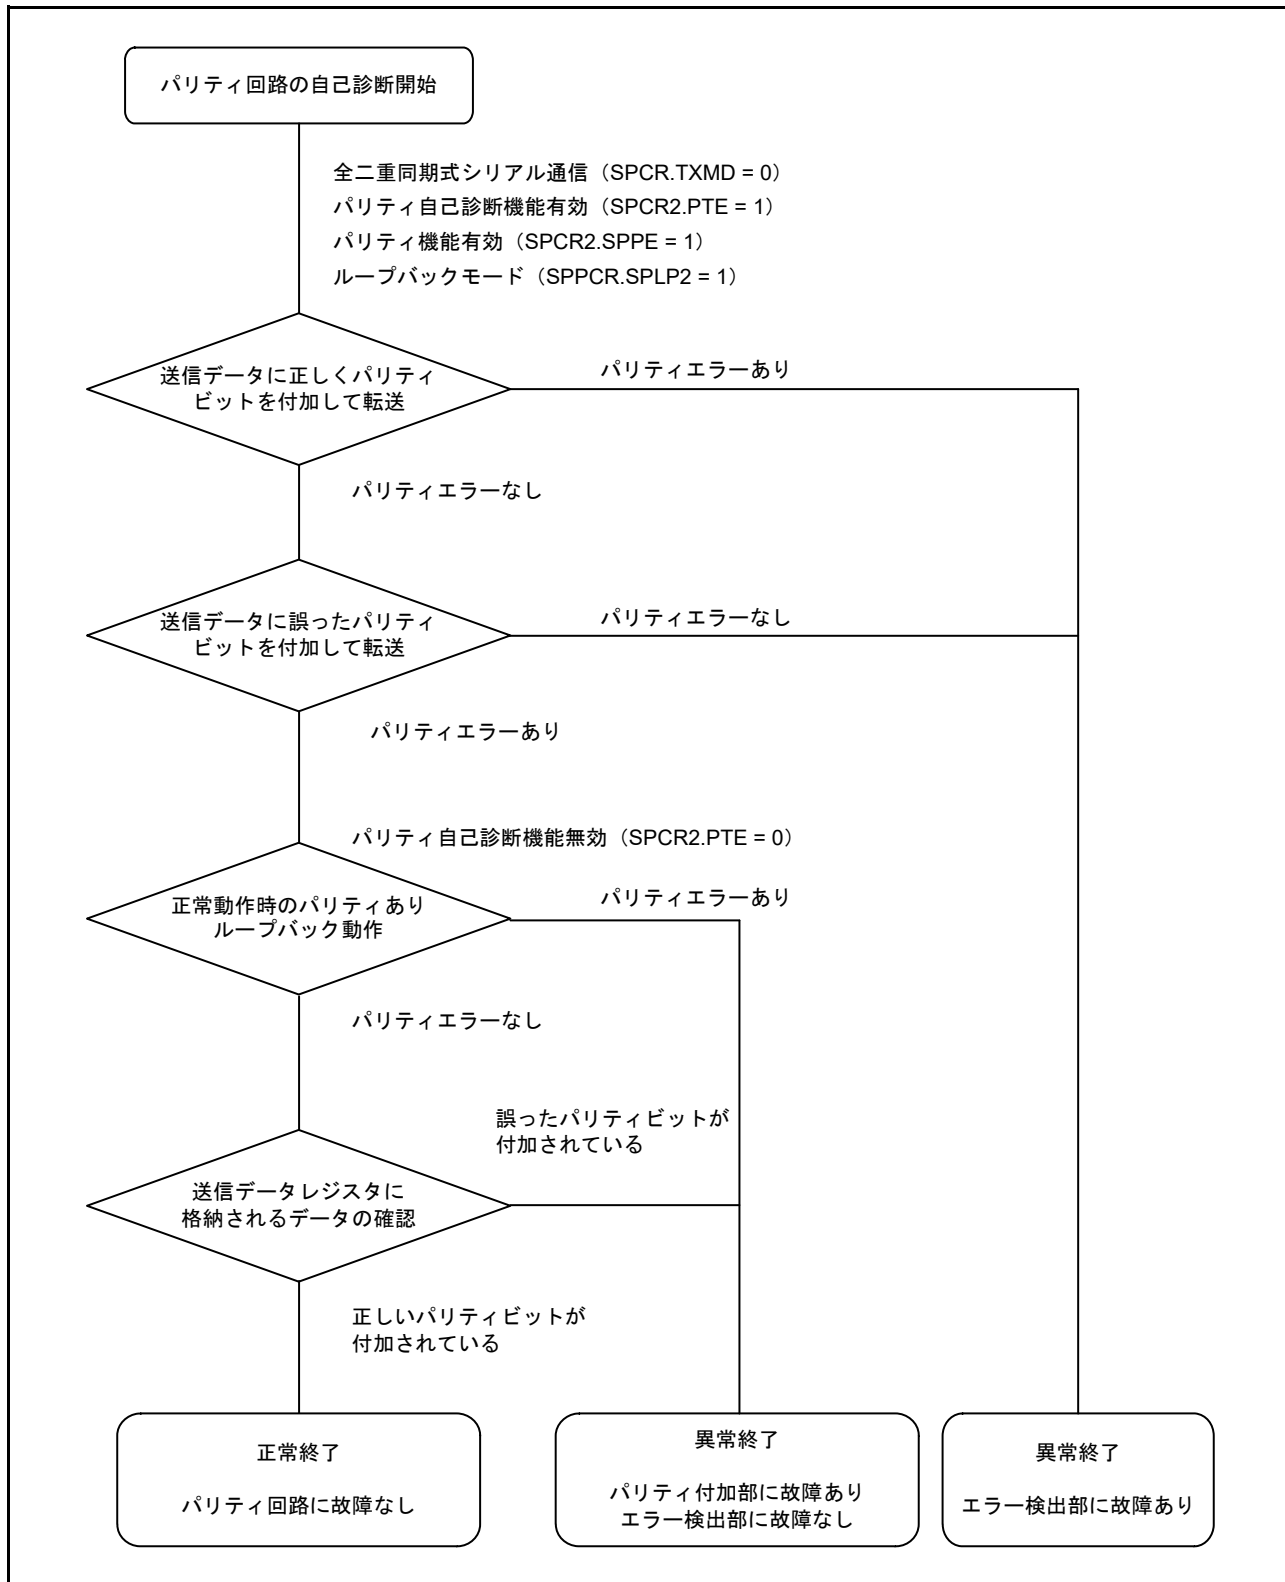 パリティ回路の自己診断開始
全二重同期式シリアル通信（SPCR.TXMD = 0）
パリティ自己診断機能有効（SPCR2.PTE = 1）
パリティ機能有効（SPCR2.SPPE = 1）
ループバックモード（SPPCR.SPLP2 = 1）
送信データに正しくパリティ
ビットを付加して転送
パリティエラーあり
パリティエラーなし
送信データに誤ったパリティ
ビットを付加して転送
パリティエラーなし
パリティエラーあり
パリティ自己診断機能無効（SPCR2.PTE = 0）
正常動作時のパリティあり
ループバック動作
パリティエラーあり
パリティエラーなし
誤ったパリティビットが
付加されている
送信データレジスタに
格納されるデータの確認
正しいパリティビットが
付加されている
正常終了
パリティ回路に故障なし
異常終了
パリティ付加部に故障あり
エラー検出部に故障なし
異常終了
エラー検出部に故障あり